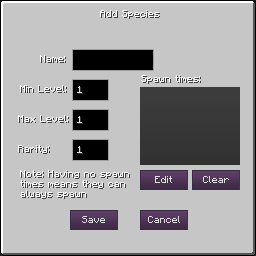 Add Species
Name:
Spawn times:
Min Level: 1
Max Level: 1
Rarity: 1
Edit Clear
Note: Having no spawn
times means they can
always spawn
Save Cancel